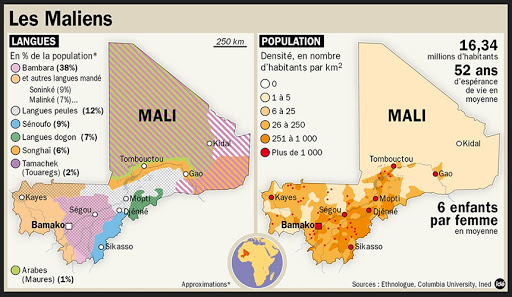 Les Maliens
LANGUES
En % de la population*
Bambara (38%)
et autres langues mandé
Soninké (9%)
Malinké (7%)...
Langues peules (12%)
Sénoufo (9%)
Langues dogon (7%)
Songhaï (6%)
Tamachek
(Touaregs) (2%)
Arabes
(Maures) (1%)
250 km
MALI
Kidal
Tombouctou
Gao
Kayes
Mopti
Ségou
Djénné
Bamako
Sikasso
Approximations*
POPULATION
Densité, en nombre
d'habitants par km2
0
1 à 5
6 à 25
26 à 250
251 à 1 000
Plus de 1 000
16,34
millions d'habitants
52 ans
d'espérance
de vie en
moyenne
MALI
Kidal
Tombouctou
Gao
Kayes
Mopti
Ségou
Djénné
Bamako
Sikasso
6 enfants
par femme
en moyenne
Sources : Ethnologue, Columbia University, Ined
idé